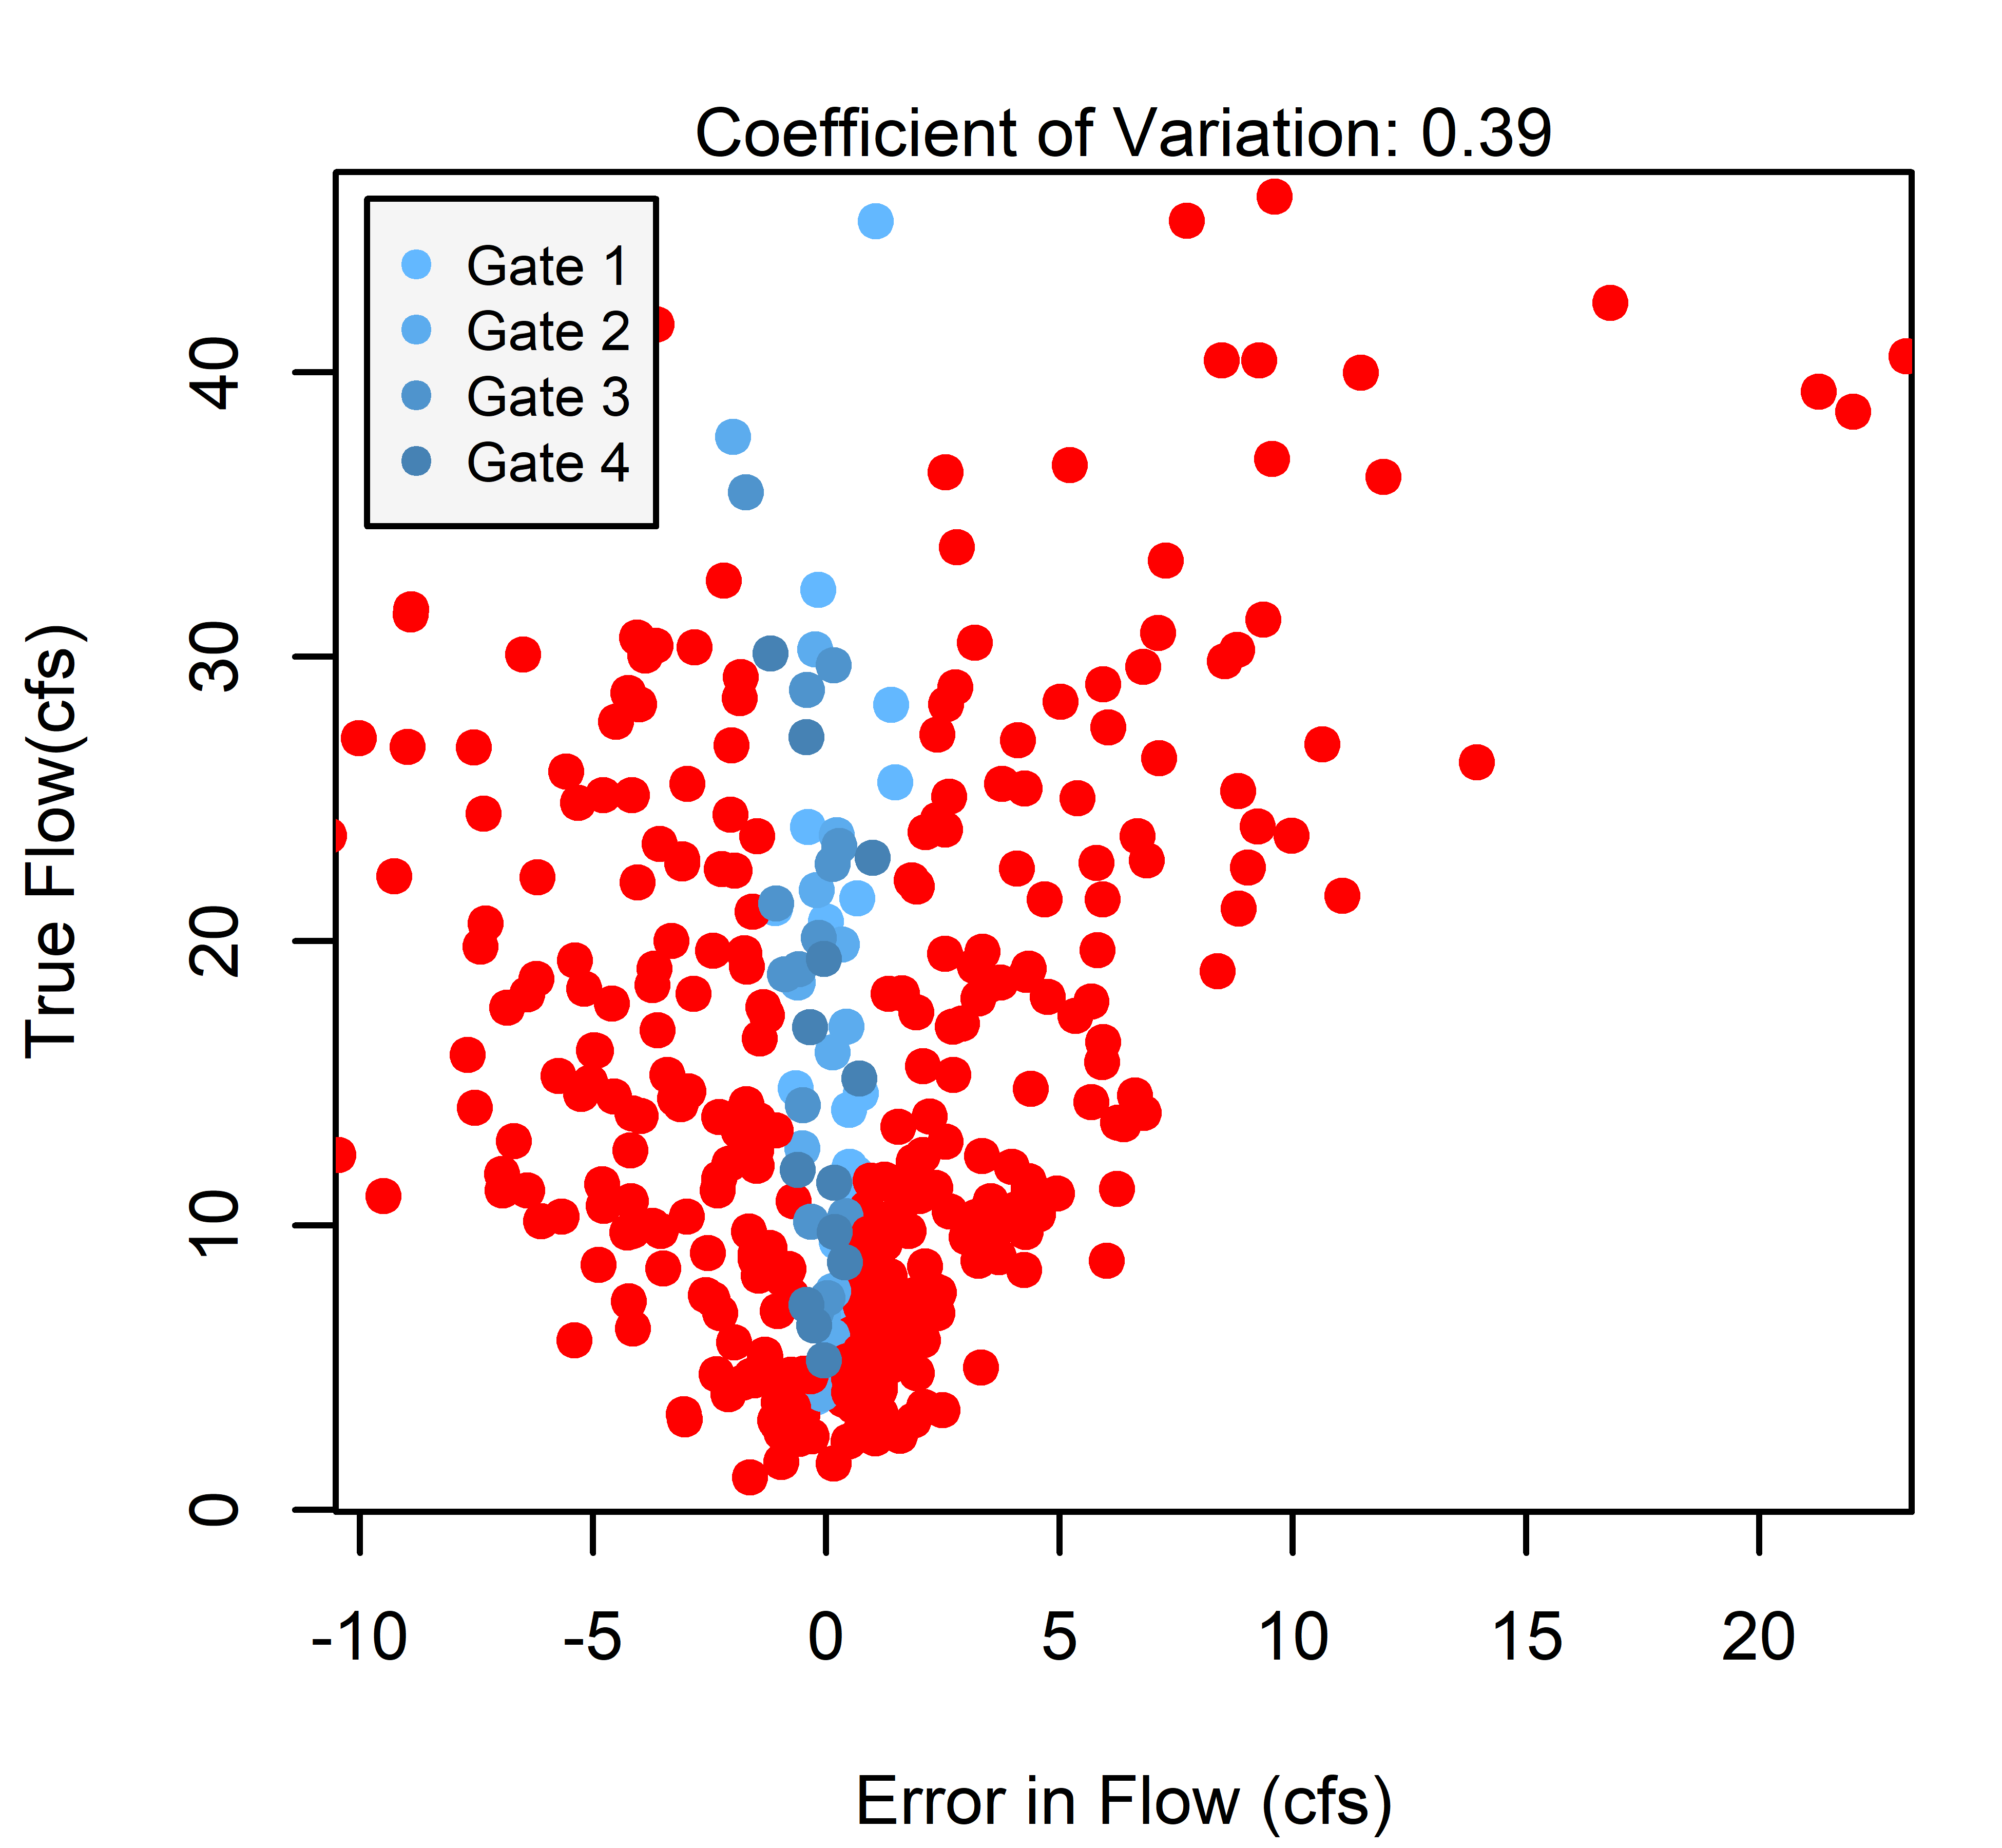 Coefficient of Variation: 0.39
Gate 1
Gate 2
Gate 3
Gate 4
True Flow(cfs)
40
30
20
10
0
-10 -5 0 5 10 15 20
Error in Flow (cfs)